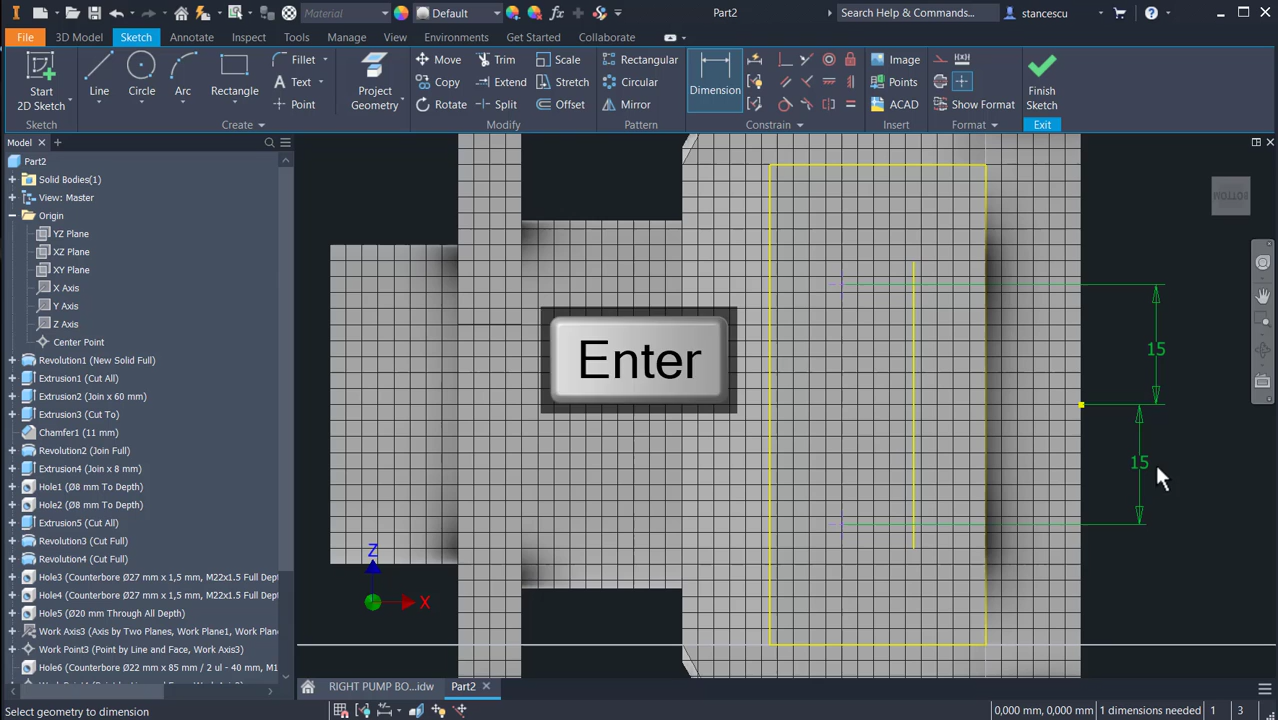 Material
Default
Part2
Search Help & Commands...
stancescu
File
3D Model
Sketch
Annotate
Inspect
Tools
Manage
View
Environments
Get Started
Collaborate
Start
2D Sketch
Line
Circle
Arc
Rectangle
Fillet
Text
Point
Project
Geometry
Move
Copy
Rotate
Trim
Extend
Split
Scale
Stretch
Offset
Rectangular
Circular
Mirror
Dimension
Image
Points
ACAD
Show Format
Finish
Sketch
Sketch
Create
Modify
Pattern
Constrain
Insert
Format
Exit
Model
Part2
Solid Bodies(1)
View: Master
Origin
YZ Plane
XZ Plane
XY Plane
X Axis
Y Axis
Z Axis
Center Point
Revolution1 (New Solid Full)
Extrusion1 (Cut All)
Extrusion2 (Join x 60 mm)
Extrusion3 (Cut To)
Chamfer1 (11 mm)
Revolution2 (Join Full)
Extrusion4 (Join x 8 mm)
Hole1 (Ø8 mm To Depth)
Hole2 (Ø8 mm To Depth)
Extrusion5 (Cut All)
Revolution3 (Cut Full)
Revolution4 (Cut Full)
Hole3 (Counterbore Ø27 mm x 1,5 mm, M22x1.5 Full Dept
Hole4 (Counterbore Ø27 mm x 1,5 mm, M22x1.5 Full Dept
Hole5 (Ø20 mm Through All Depth)
Work Axis3 (Axis by Two Planes, Work Plane1, Work Plane
Work Point3 (Point by Line and Face, Work Axis3)
Hole6 (Counterbore Ø22 mm x 85 mm / 2 ul - 40 mm, M1
BOTTOM
Enter
15
15
Z
X
RIGHT PUMP BO...idw
Part2
Select geometry to dimension
0,000 mm, 0,000 mm
1 dimensions needed
1
3